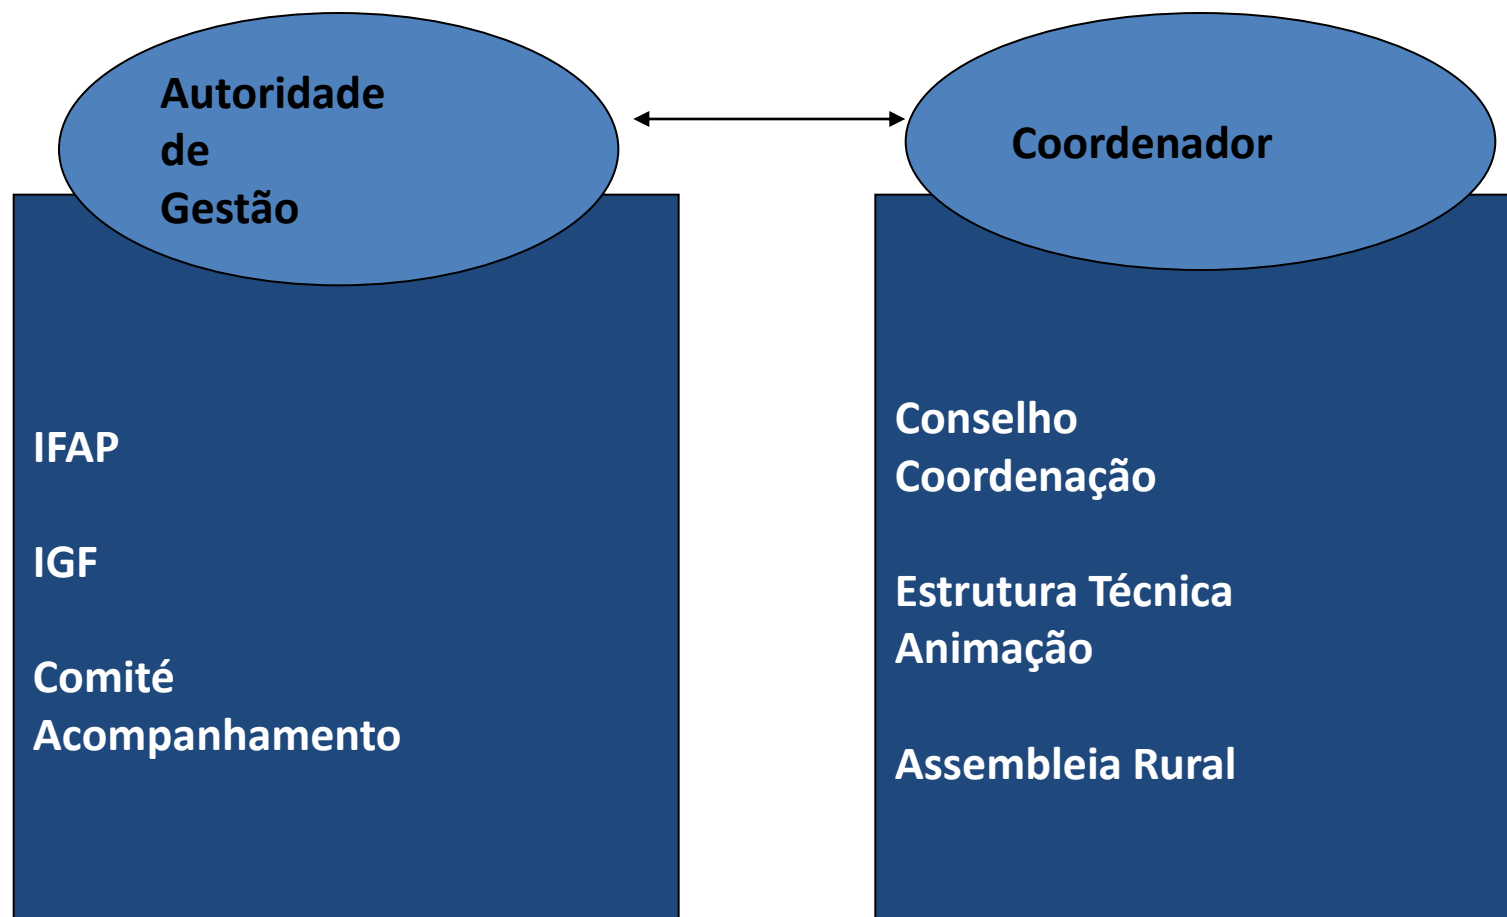 Autoridade
de
Gestão
IFAP
IGF
Comité
Acompanhamento
Coordenador
Conselho
Coordenação
Estrutura Técnica
Animação
Assembleia Rural